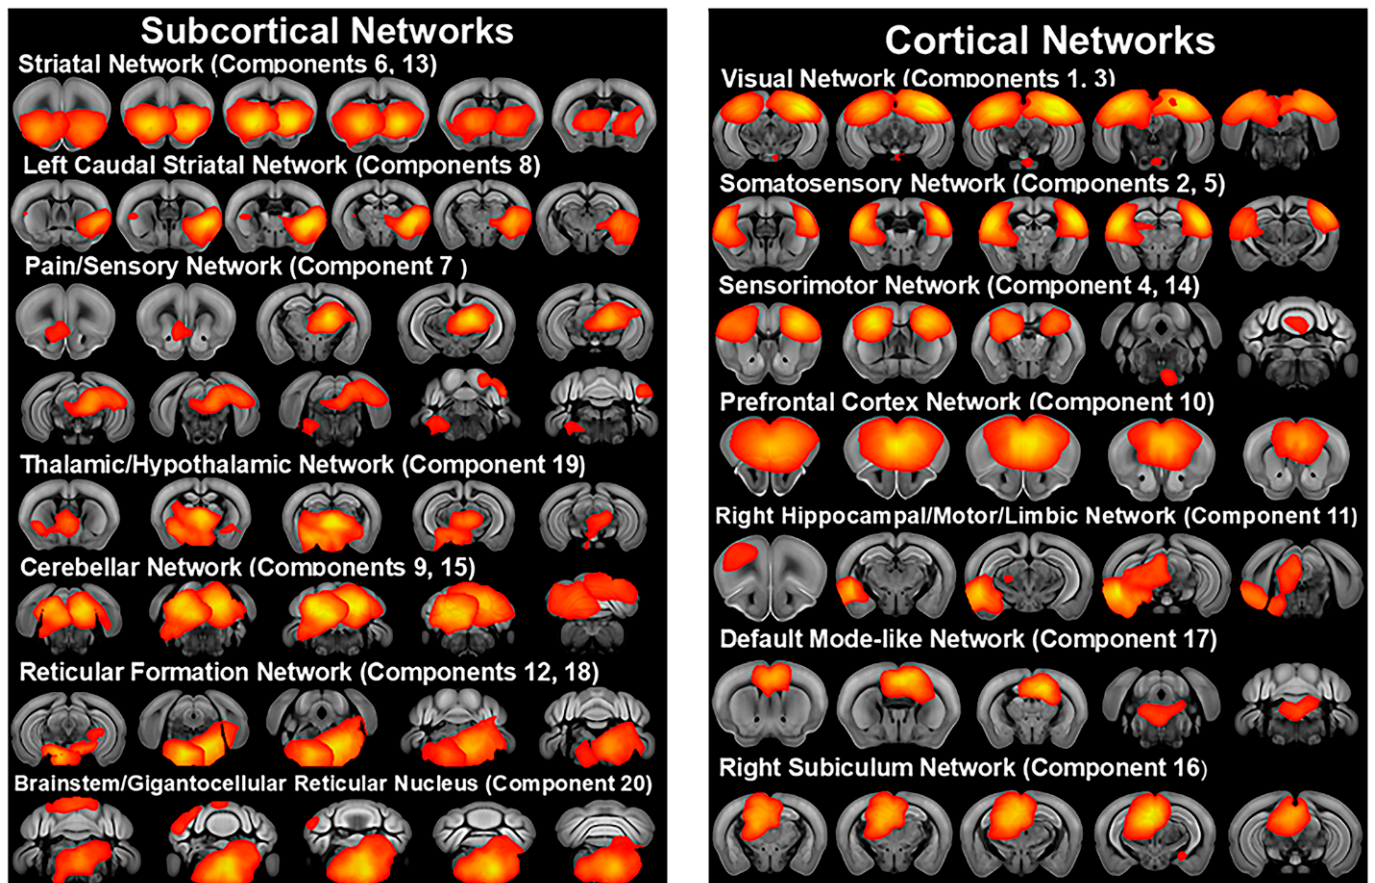 Subcortical Networks
Striatal Network (Components 6, 13)
Left Caudal Striatal Network (Components 8)
Pain/Sensory Network (Component 7 )
Thalamic/Hypothalamic Network (Component 19)
Cerebellar Network (Components 9, 15)
Reticular Formation Network (Components 12, 18)
Brainstem/Gigantocellular Reticular Nucleus (Component 20)
Cortical Networks
Visual Network (Components 1, 3)
Somatosensory Network (Components 2, 5)
Sensorimotor Network (Component 4, 14)
Prefrontal Cortex Network (Component 10)
Right Hippocampal/Motor/Limbic Network (Component 11)
Default Mode-like Network (Component 17)
Right Subiculum Network (Component 16)